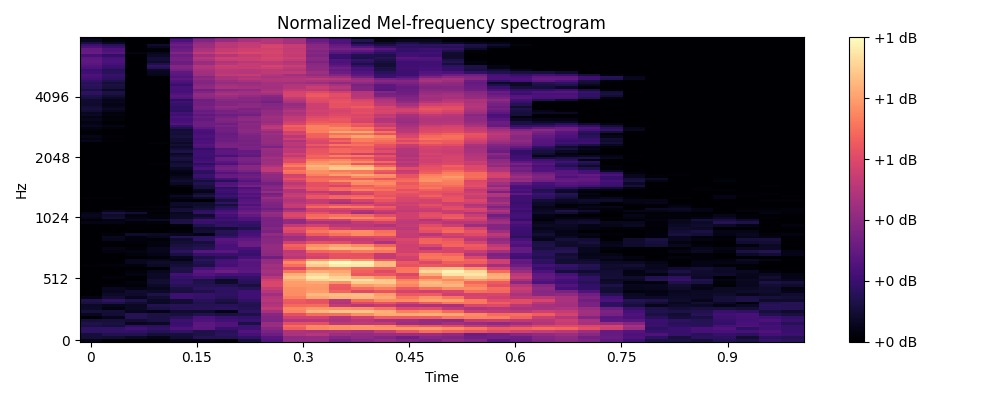 Normalized Mel-frequency spectrogram
+1 dB
+1 dB
+1 dB
+0 dB
+0 dB
+0 dB
4096
2048
1024
512
0
Hz
0
0.15
0.3
0.45
0.6
0.75
0.9
Time